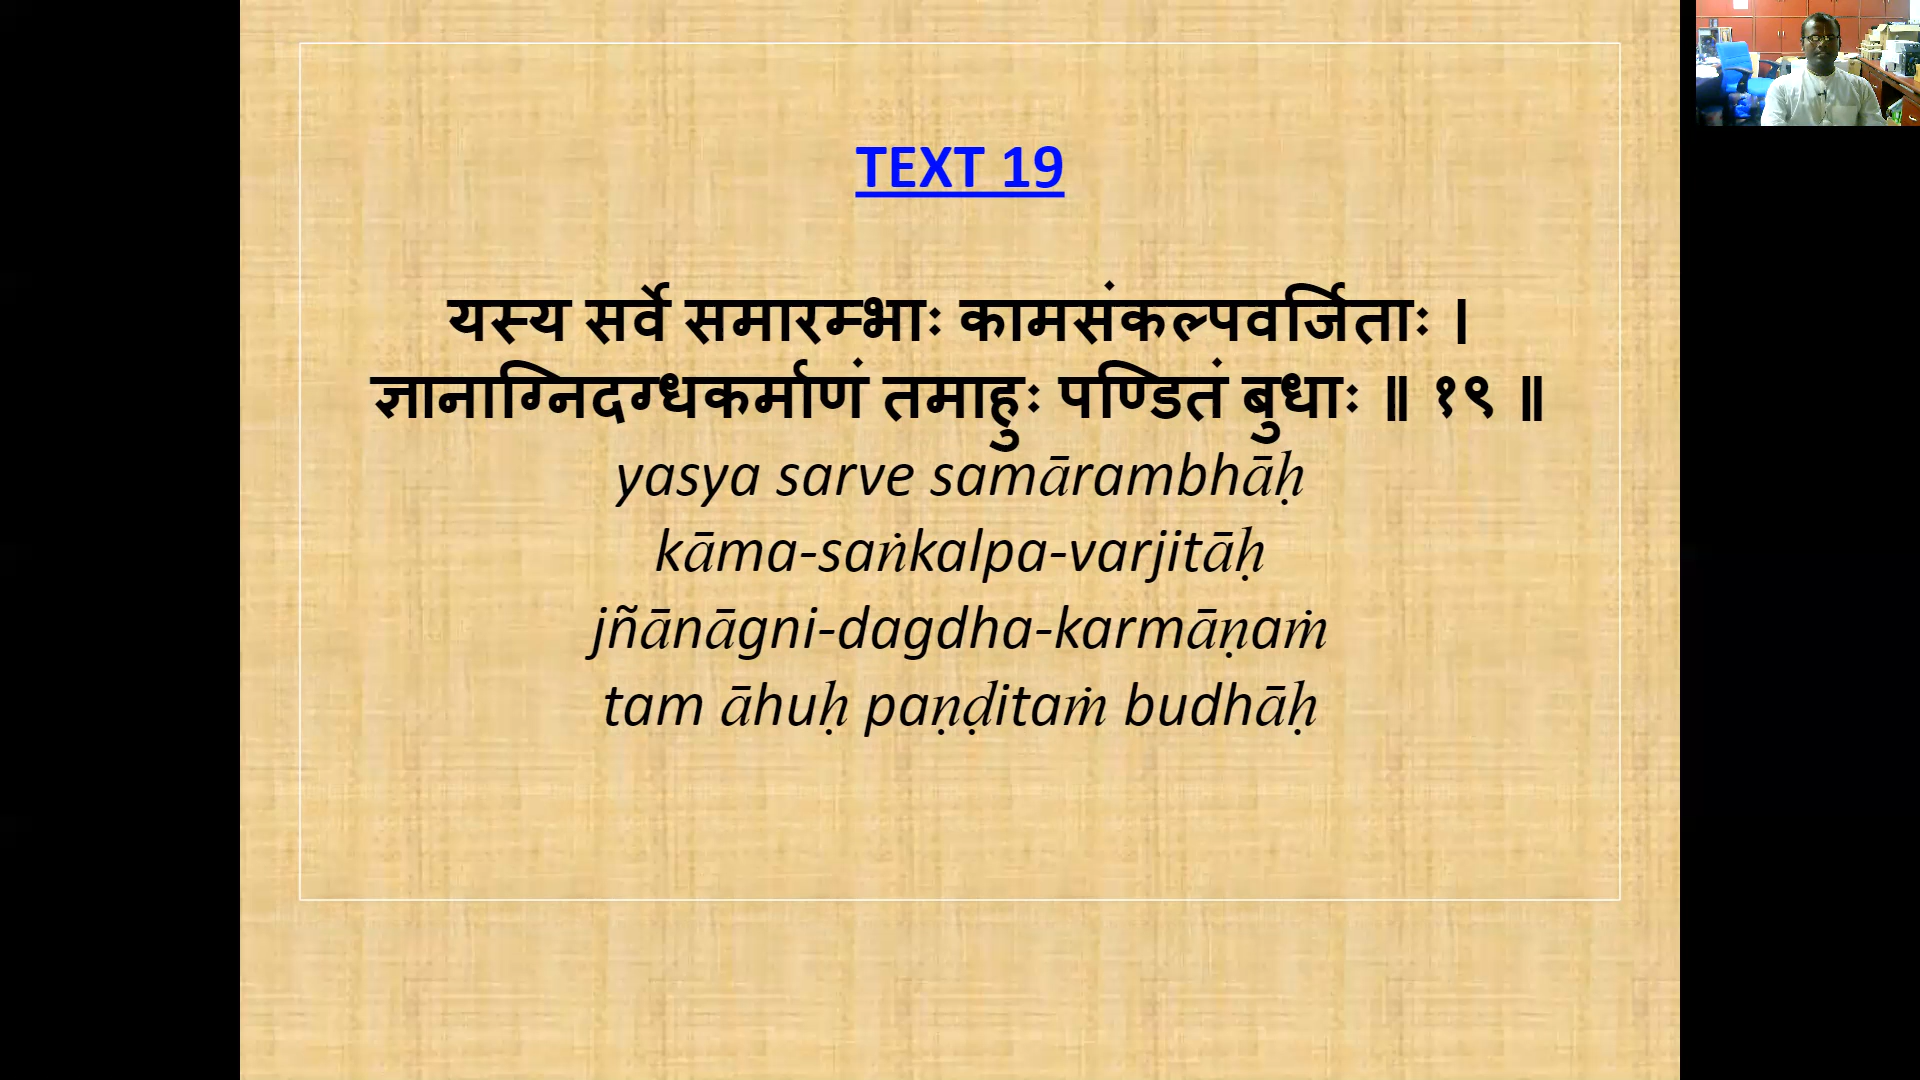 TEXT 19
यस्य सर्वे समारम्भाः कामसंकल्पवर्जिताः ।
ज्ञानाग्निदग्धकर्माणं तमाहुः पण्डितं बुधाः ॥ १९ ॥
yasya sarve samārambhāḥ
kāma-saṅkalpa-varjitāḥ
jñānāgni-dagdha-karmāṇaṁ
tam āhuḥ paṇḍitaṁ budhāḥ